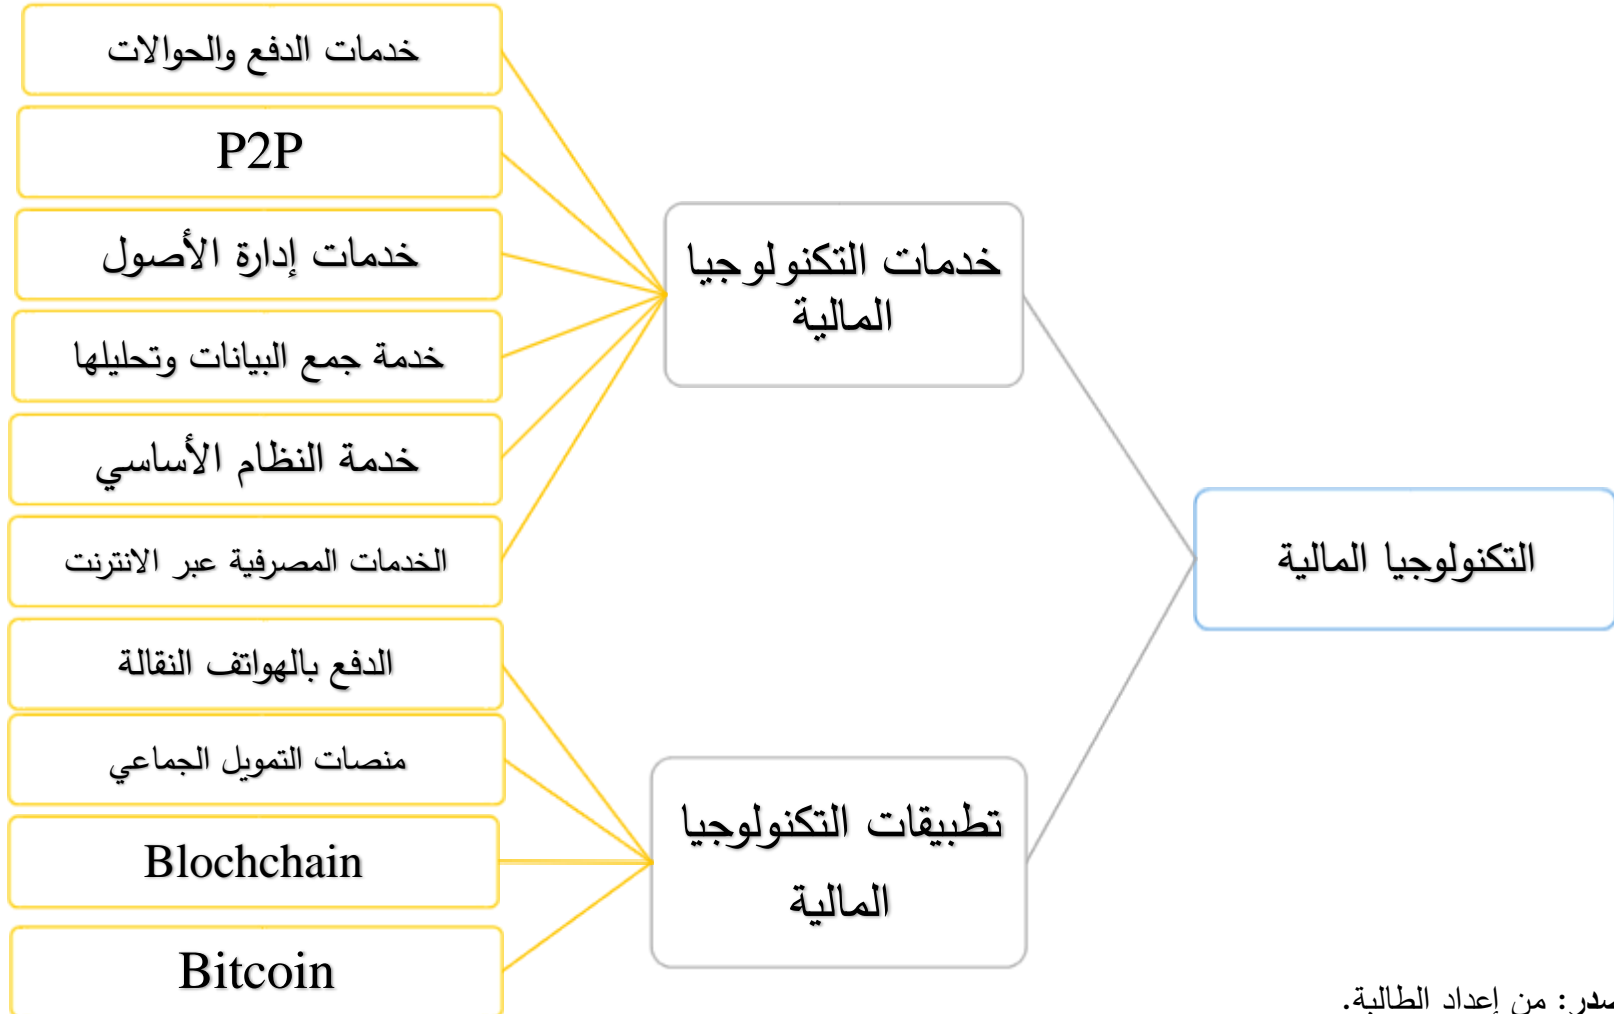 التكنولوجيا المالية
خدمات التكنولوجيا
المالية
خدمات الدفع والحوالات
P2P
خدمات إدارة الأصول
خدمة جمع البيانات وتحليلها
خدمة النظام الأساسي
الخدمات المصرفية عبر الانترنت
تطبيقات التكنولوجيا
المالية
الدفع بالهواتف النقالة
منصات التمويل الجماعي
Blochchain
Bitcoin
صدر: من إعداد الطالبة.